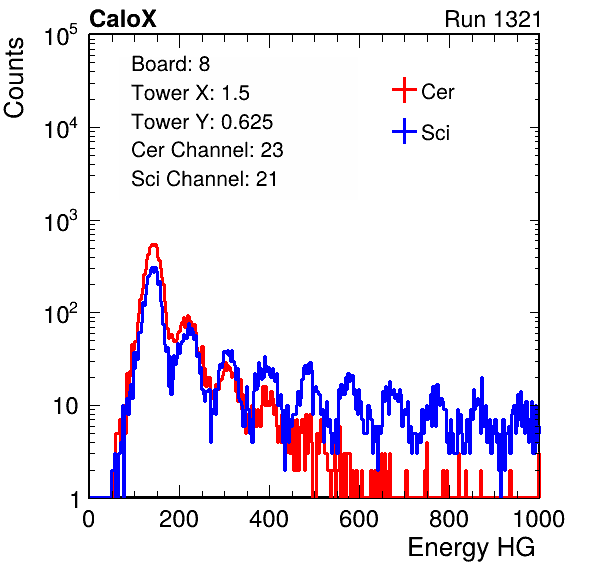 CaloX Run 1321
Counts
10^5
10^4
10^3
10^2
10
1
Board: 8
Tower X: 1.5
Tower Y: 0.625
Cer Channel: 23
Sci Channel: 21
Cer
Sci
0 200 400 600 800 1000
Energy HG